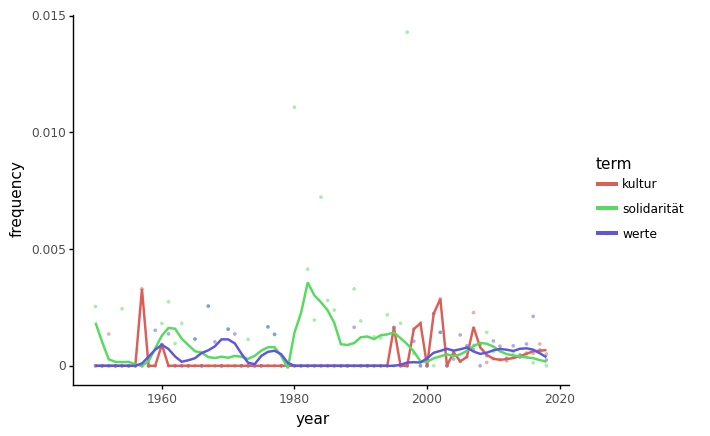 0.015
0.010
0.005
0
frequency
1960
1980
2000
2020
year
term
kultur
solidarität
werte